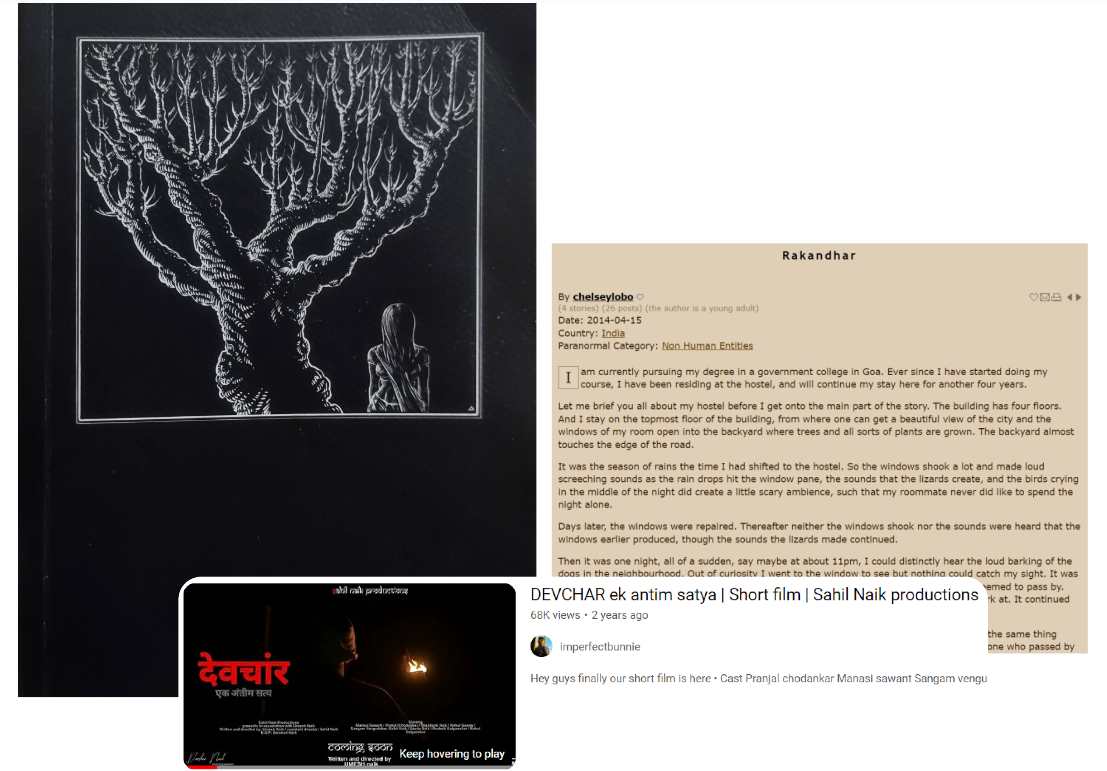 Rakandhar
By chelseylobo
(4 stories) (26 posts) (the author is a young adult)
Date: 2014-04-15
Country: India
Paranormal Category: Non Human Entities
I am currently pursuing my degree in a government college in Goa. Ever since I have started doing my
course, I have been residing at the hostel, and will continue my stay here for another four years.
Let me brief you all about my hostel before I get onto the main part of the story. The building has four floors.
And I stay on the topmost floor of the building, from where one can get a beautiful view of the city and the
windows of my room open into the backyard where trees and all sorts of plants are grown. The backyard almost
touches the edge of the road.
It was the season of rains the time I had shifted to the hostel. So the windows shook a lot and made loud
screeching sounds as the rain drops hit the window pane, the sounds that the lizards create, and the birds crying
in the middle of the night did create a little scary ambience, such that my roommate never did like to spend the
night alone.
Days later, the windows were repaired. Thereafter neither the windows shook nor the sounds were heard that the
windows earlier produced, though the sounds the lizards made continued.
Then it was one night, all of a sudden, say maybe at about 11pm, I could distinctly hear the loud barking of the
dogs in the neighbourhood. Out of curiosity I went to the window to see but nothing could catch my sight. It was
eemed to pass by.
rk at. It continued
the same thing
one who passed by
sahil naik productions
देवचांर
एक अंतीम सत्य
coming soon
Written and directed by
UMESH naik
Keep hovering to play
DEVCHAR ek antim satya | Short film | Sahil Naik productions
68K views • 2 years ago
imperfectbunnie
Hey guys finally our short film is here • Cast Pranjal chodankar Manasi sawant Sangam vengu